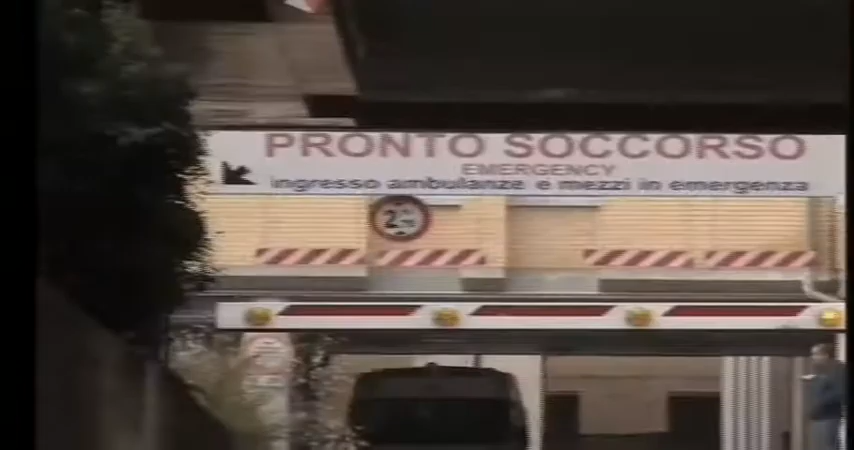 PRONTO SOCCORSO
EMERGENCY
ingresso ambulanze e mezzi in emergenza